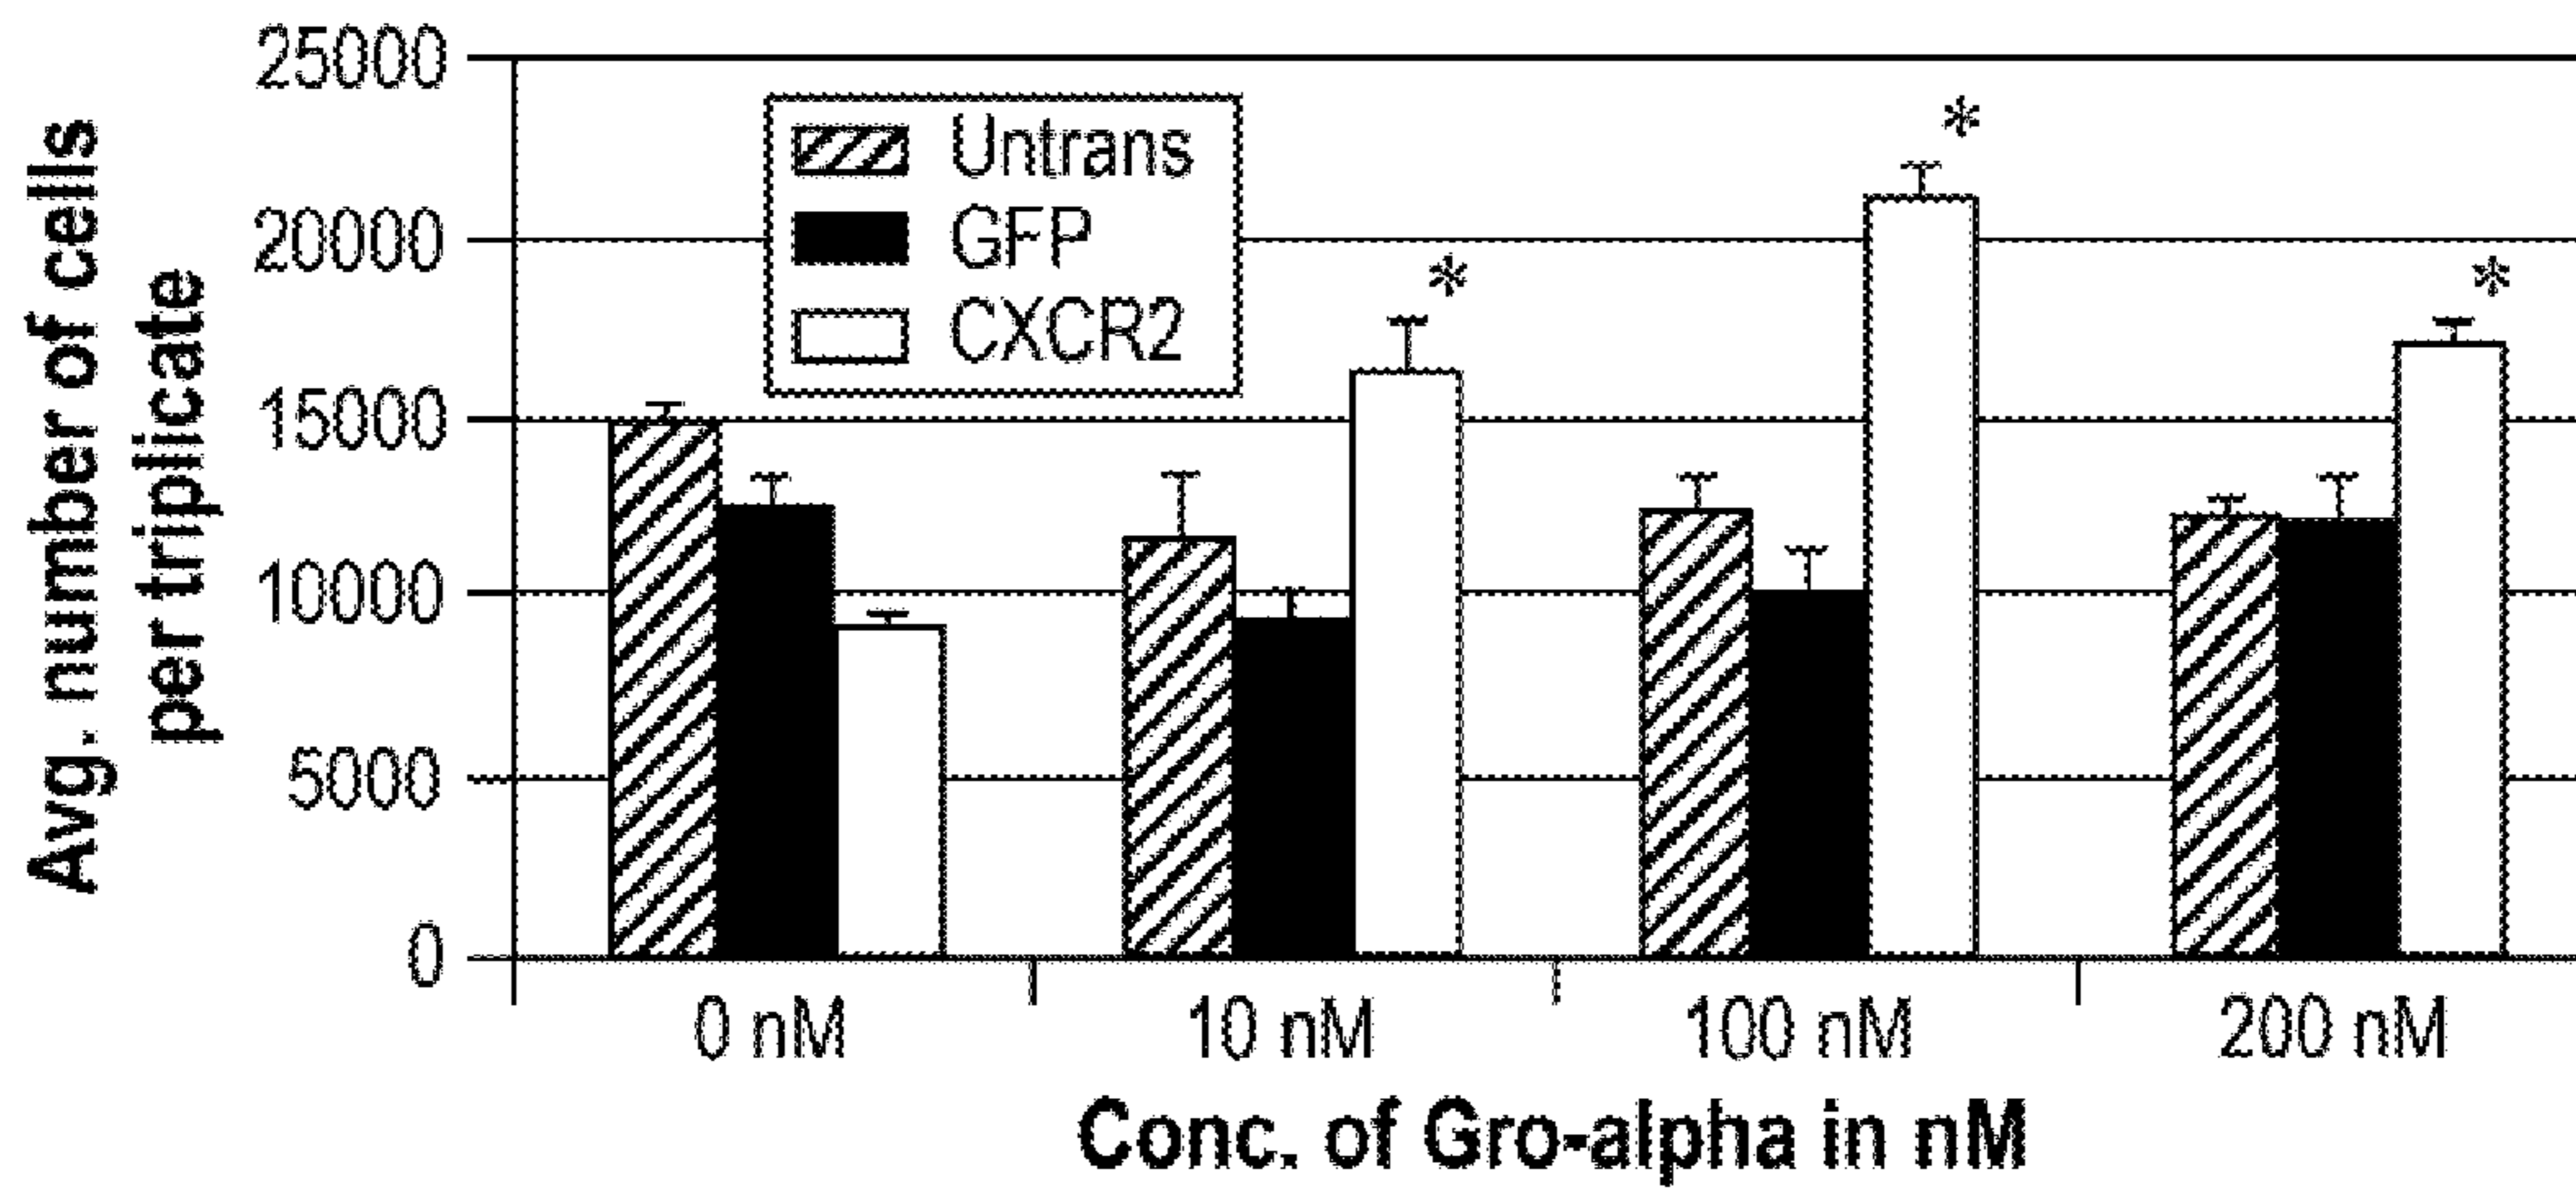 Avg. number of cells
per triplicate
25000
20000
15000
10000
5000
0
Untrans
GFP
CXCR2
*
*
*
0 nM
10 nM
100 nM
200 nM
Conc. of Gro-alpha in nM